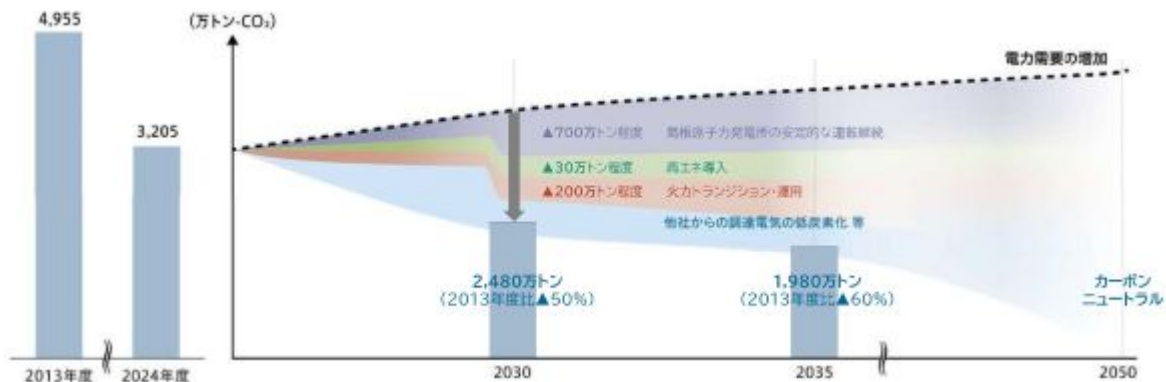 4,955
(万トン-CO₂)
3,205
2013年度
2024年度
電力需要の増加
▲700万トン程度 島根原子力発電所の安定的な運転継続
▲30万トン程度 再エネ導入
▲200万トン程度 火力トランジション・運用
他社からの調達電気の低炭素化 等
2,480万トン
(2013年度比▲50%)
1,980万トン
(2013年度比▲60%)
カーボン
ニュートラル
2030
2035
2050